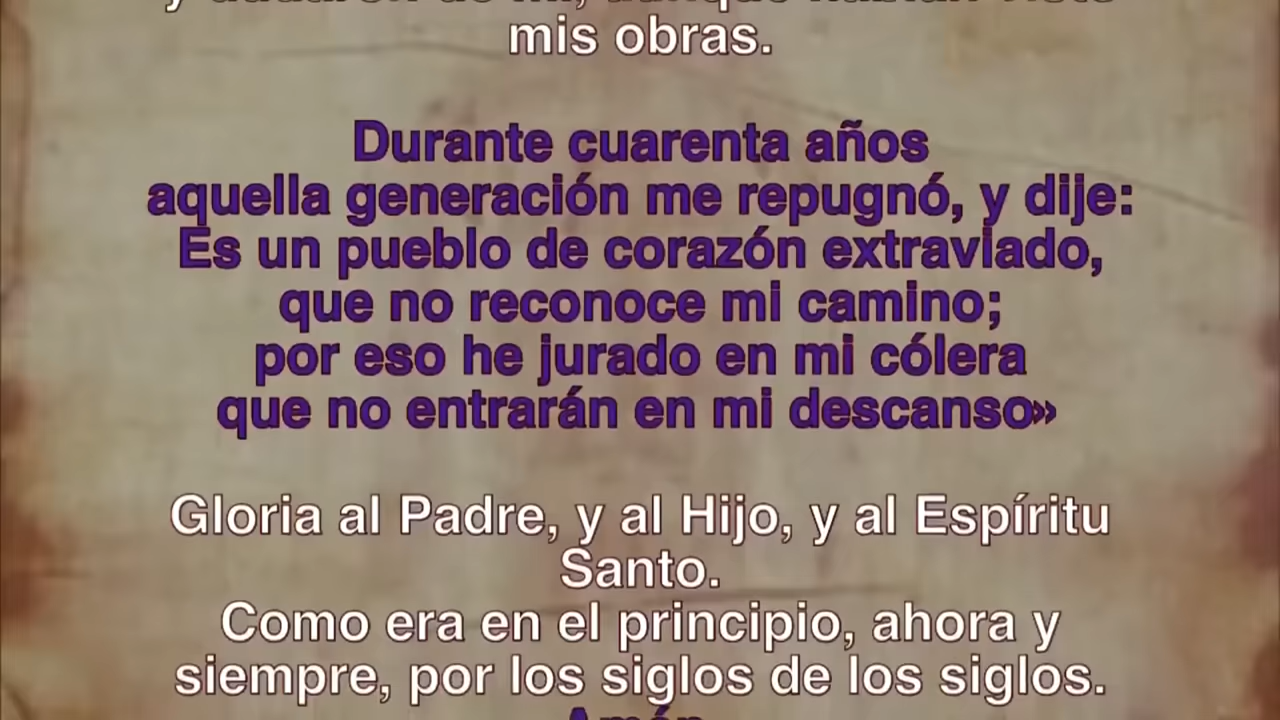 mis obras.
Durante cuarenta años
aquella generación me repugnó, y dije:
Es un pueblo de corazón extraviado,
que no reconoce mi camino;
por eso he jurado en mi cólera
que no entrarán en mi descanso»
Gloria al Padre, y al Hijo, y al Espíritu
Santo.
Como era en el principio, ahora y
siempre, por los siglos de los siglos.